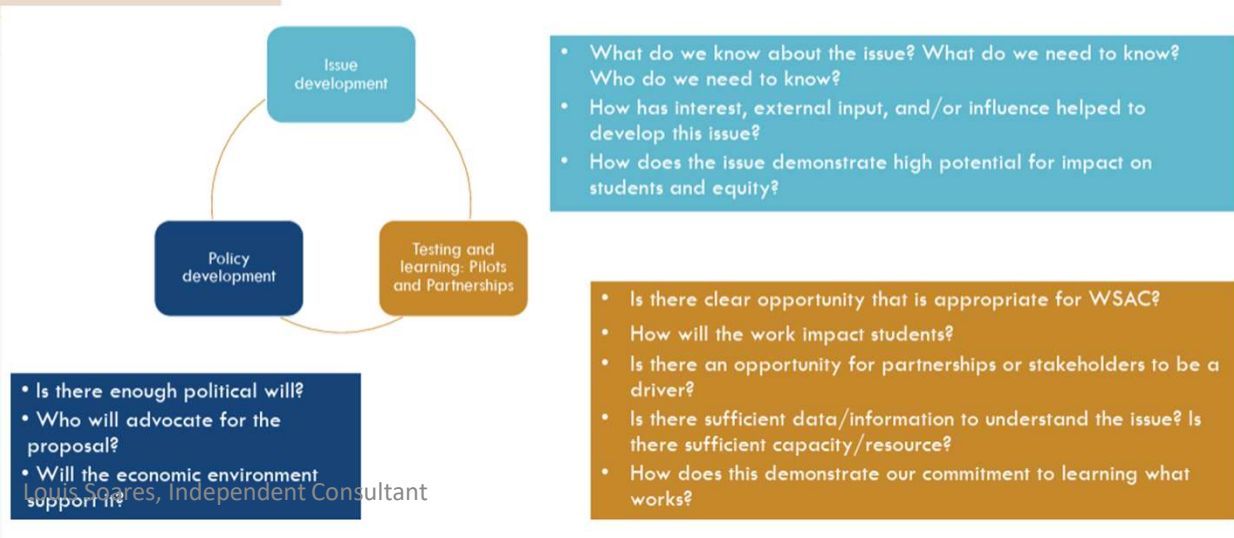 Issue
development
Policy
development
Testing and
learning: Pilots
and Partnerships
• What do we know about the issue? What do we need to know?
Who do we need to know?
• How has interest, external input, and/or influence helped to
develop this issue?
• How does the issue demonstrate high potential for impact on
students and equity?
• Is there clear opportunity that is appropriate for WSAC?
• How will the work impact students?
• Is there an opportunity for partnerships or stakeholders to be a
driver?
• Is there sufficient data/information to understand the issue? Is
there sufficient capacity/resource?
• How does this demonstrate our commitment to learning what
works?
• Is there enough political will?
• Who will advocate for the
proposal?
• Will the economic environment
support it?
Louis Soares, Independent Consultant